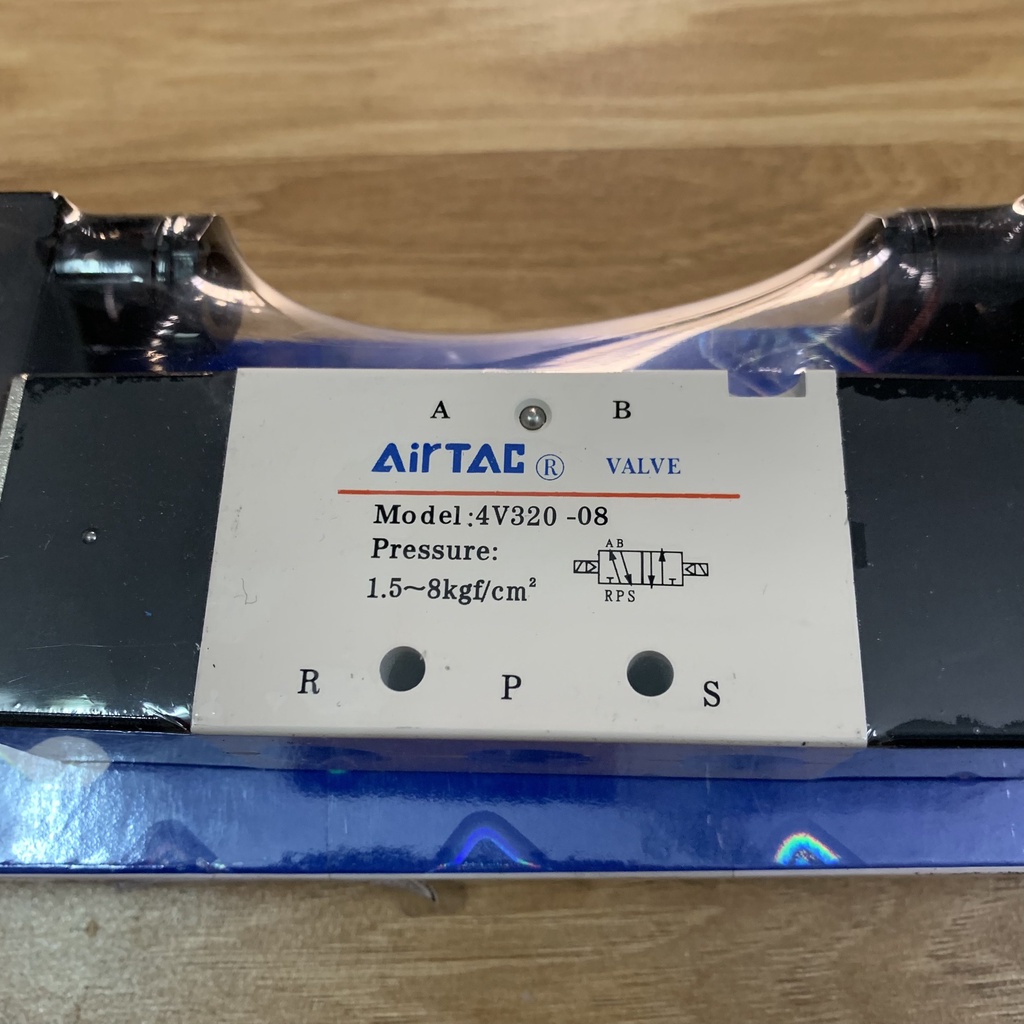 A B
AirTAC ® VALVE
Model:4V320-08
Pressure:
1.5~8kgf/cm²
AB
RPS
R P S